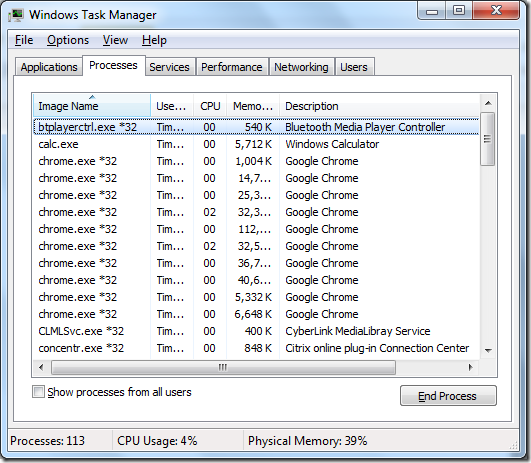 Windows Task Manager
File Options View Help
Applications Processes Services Performance Networking Users
Image Name Use... CPU Memo... Description
btplayerctrl.exe *32 Tim... 00 540 K Bluetooth Media Player Controller
calc.exe Tim... 00 5,712 K Windows Calculator
chrome.exe *32 Tim... 00 1,004 K Google Chrome
chrome.exe *32 Tim... 00 14,7... Google Chrome
chrome.exe *32 Tim... 00 25,3... Google Chrome
chrome.exe *32 Tim... 02 32,3... Google Chrome
chrome.exe *32 Tim... 00 112,... Google Chrome
chrome.exe *32 Tim... 02 32,5... Google Chrome
chrome.exe *32 Tim... 00 36,7... Google Chrome
chrome.exe *32 Tim... 00 40,6... Google Chrome
chrome.exe *32 Tim... 00 5,332 K Google Chrome
chrome.exe *32 Tim... 00 6,648 K Google Chrome
CLMLSvc.exe *32 Tim... 00 400 K CyberLink MediaLibray Service
concentr.exe *32 Tim... 00 848 K Citrix online plug-in Connection Center
Show processes from all users
End Process
Processes: 113 CPU Usage: 4% Physical Memory: 39%